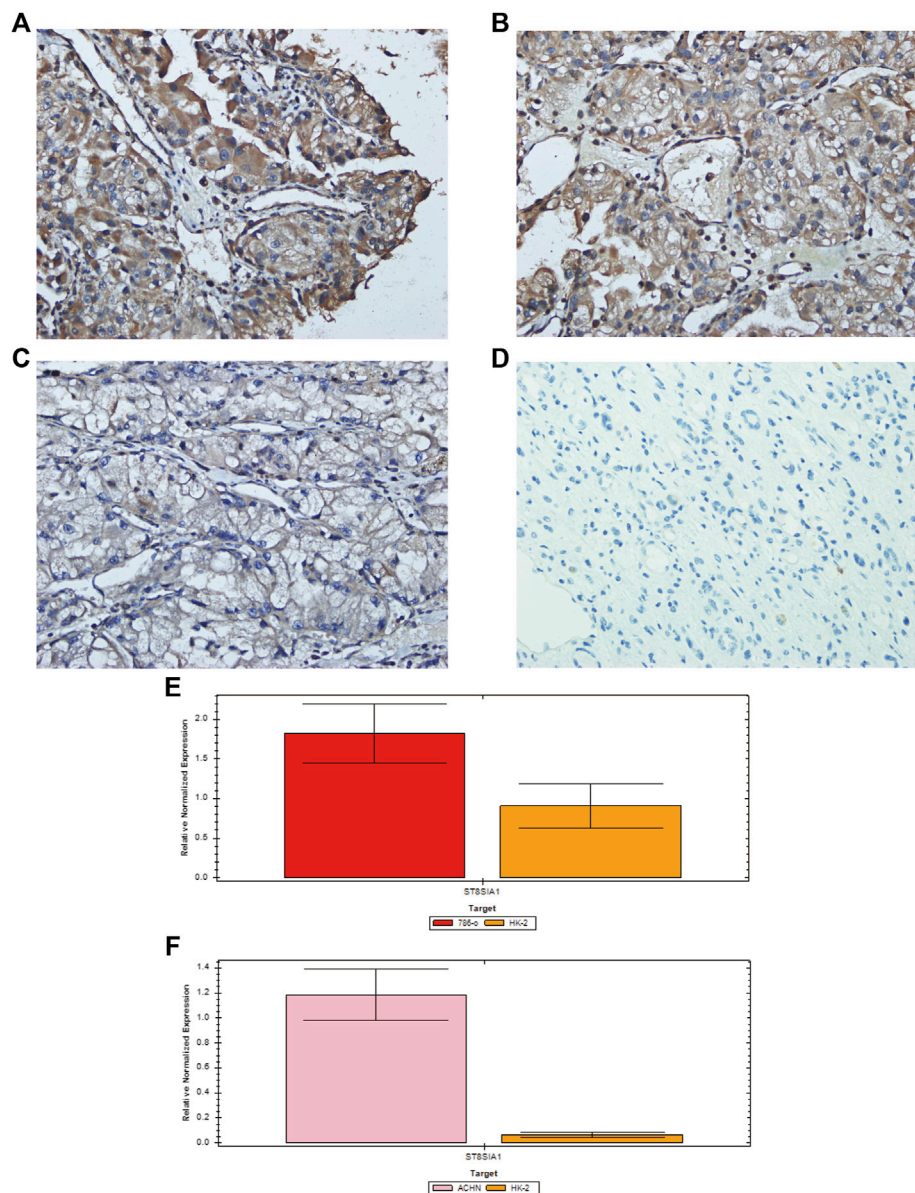 A
B
C
D
E
Relative Normalized Expression
2.0
1.5
1.0
0.5
0.0
ST8SIA1
Target
786-o HK-2
F
Relative Normalized Expression
1.4
1.2
1.0
0.8
0.6
0.4
0.2
0.0
ST8SIA1
Target
ACHN HK-2